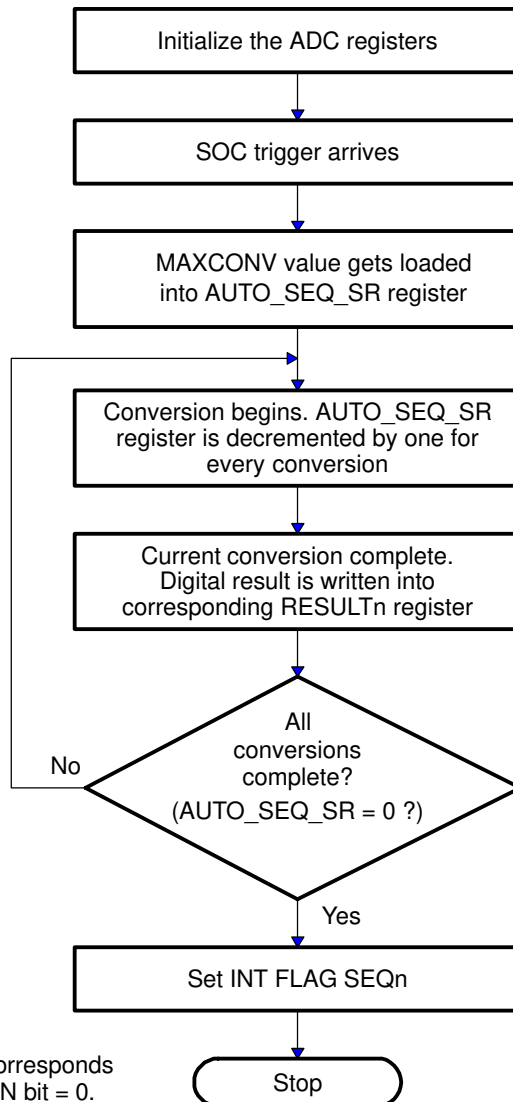 Initialize the ADC registers
SOC trigger arrives
MAXCONV value gets loaded
into AUTO_SEQ_SR register
Conversion begins. AUTO_SEQ_SR
register is decremented by one for
every conversion
Current conversion complete.
Digital result is written into
corresponding RESULTn register
All
conversions
complete?
(AUTO_SEQ_SR = 0 ?)
No
Yes
Set INT FLAG SEQn
Stop
orresponds
N bit = 0.